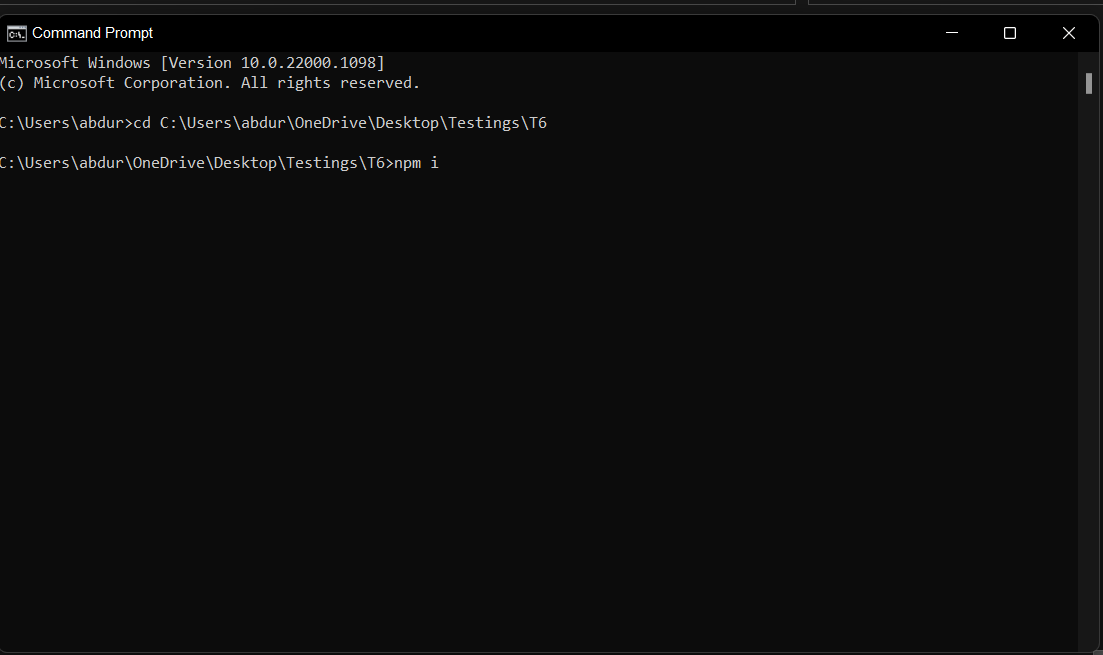 Command Prompt
Microsoft Windows [Version 10.0.22000.1098]
(c) Microsoft Corporation. All rights reserved.
C:\Users\abdur>cd C:\Users\abdur\OneDrive\Desktop\Testings\T6
C:\Users\abdur\OneDrive\Desktop\Testings\T6>npm i